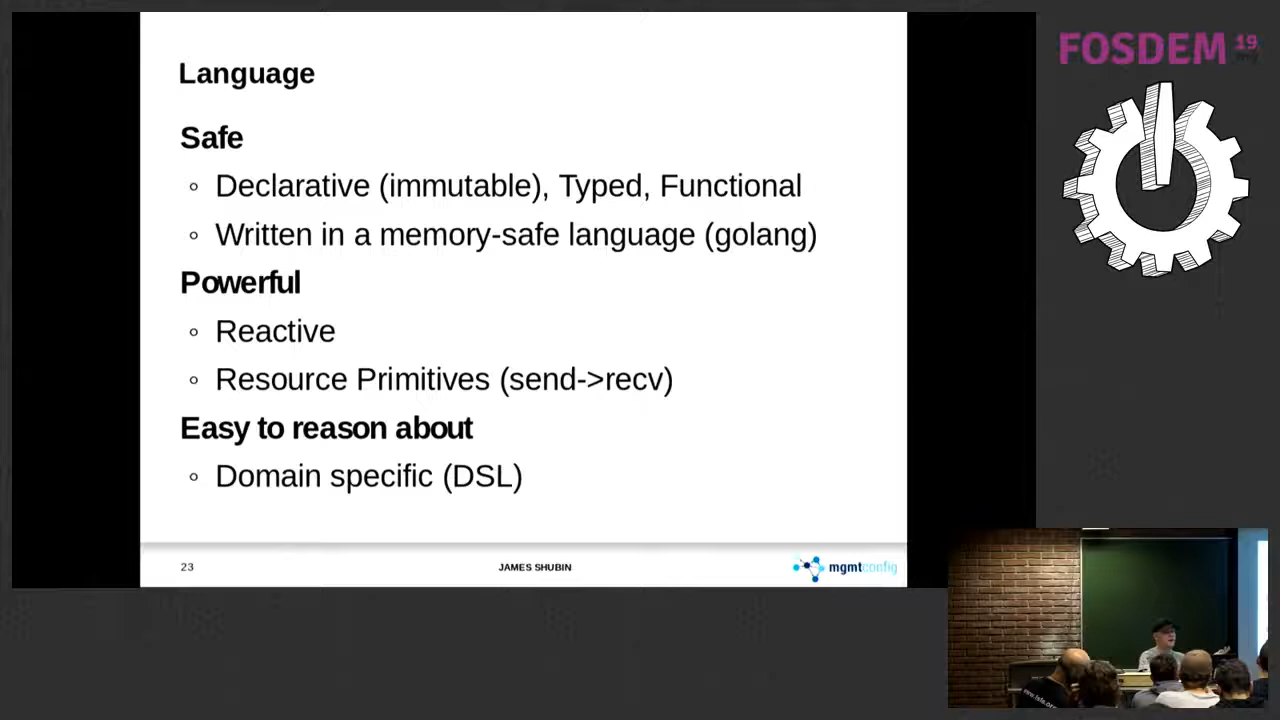 Language
Safe
Declarative (immutable), Typed, Functional
Written in a memory-safe language (golang)
Powerful
Reactive
Resource Primitives (send->recv)
Easy to reason about
Domain specific (DSL)
23
JAMES SHUBIN
mgmtconfig
FOSDEM 19